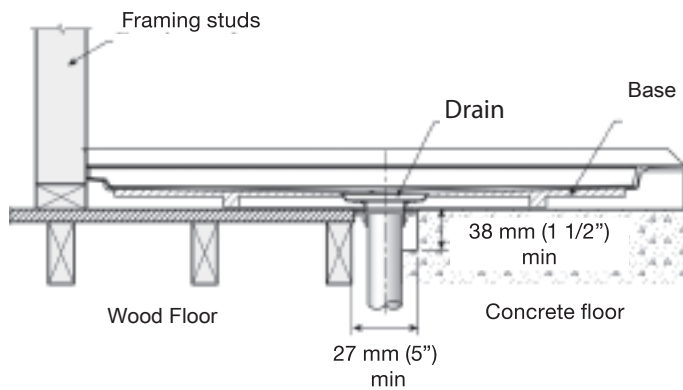 Framing studs
Base
Drain
38 mm (1 1/2”)
min
Wood Floor
Concrete floor
27 mm (5”)
min